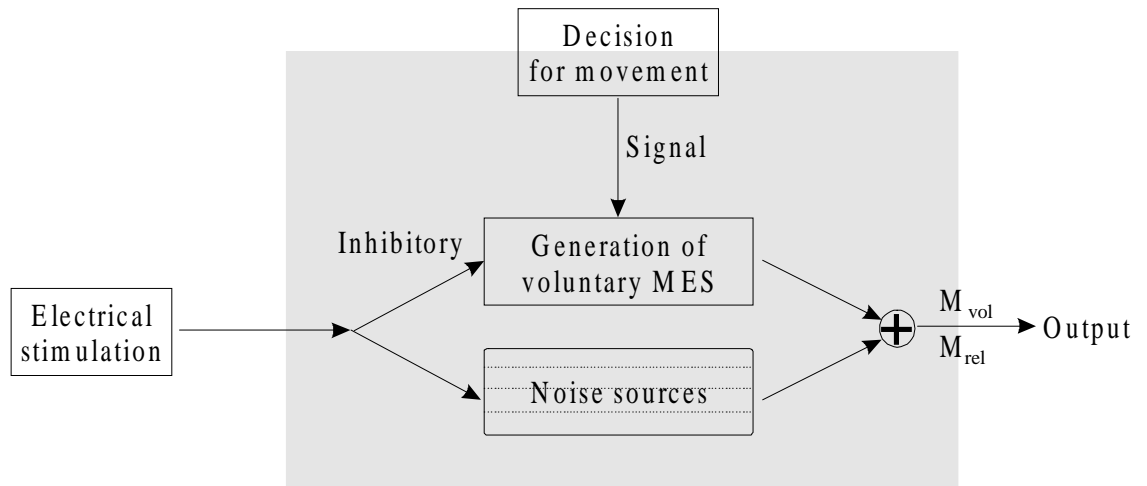 Decision
for movement
Signal
Inhibitory
Generation of
voluntary MES
Electrical
stimulation
Noise sources
M vol
M rel
Output